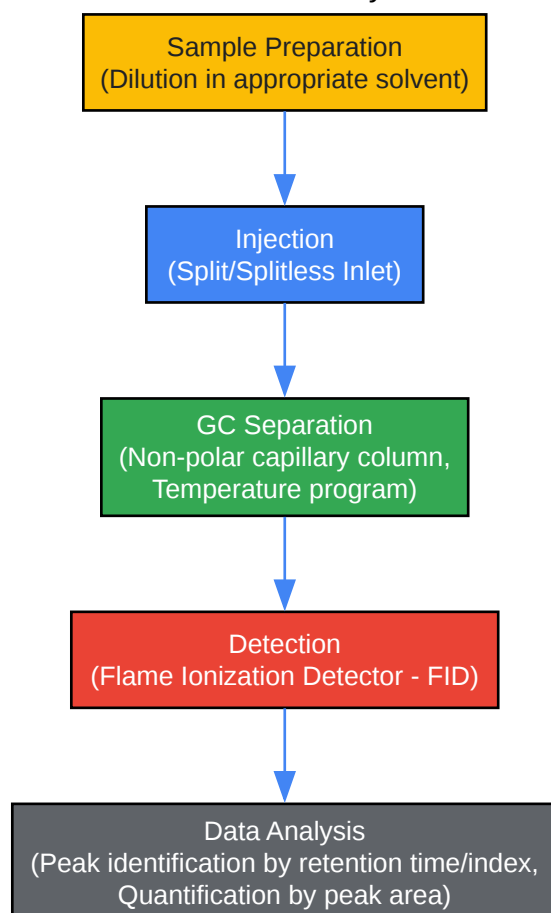 Sample Preparation
(Dilution in appropriate solvent)
Injection
(Split/Splitless Inlet)
GC Separation
(Non-polar capillary column,
Temperature program)
Detection
(Flame Ionization Detector - FID)
Data Analysis
(Peak identification by retention time/index,
Quantification by peak area)